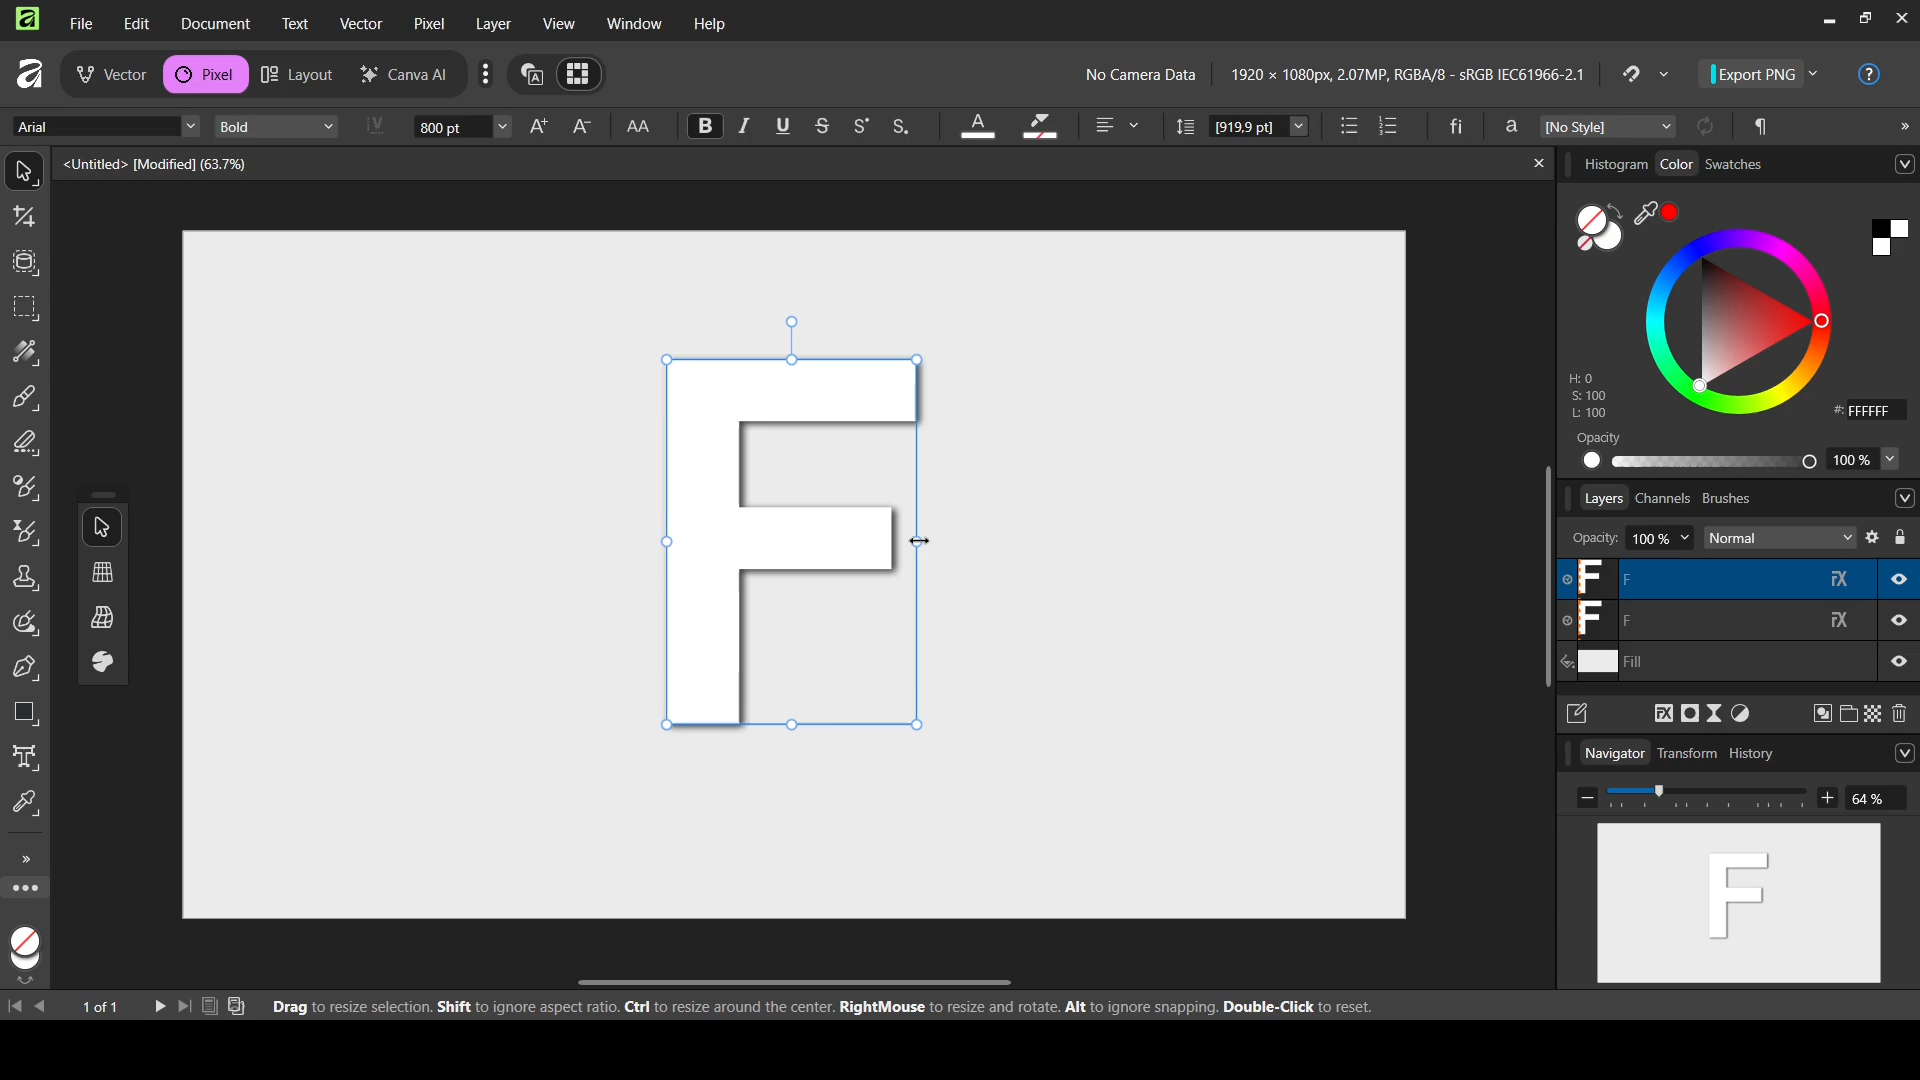 File Edit Document Text Vector Pixel Layer View Window Help
Vector Pixel Layout Canva AI No Camera Data 1920 × 1080px, 2.07MP, RGBA/8 - sRGB IEC61966-2.1 Export PNG ?
Arial Bold 800 pt A+ A− AA B I U S S S. A [919,9 pt] fi a [No Style] ¶ »
<Untitled> [Modified] (63.7%)
Histogram Color Swatches
H: 0
S: 100
L: 100
#: FFFFFF
Opacity
100 %
F
Layers Channels Brushes
Opacity: 100 % Normal
F F FX
F F FX
Fill
FX
Navigator Transform History
64 %
F
»
1 of 1 Drag to resize selection. Shift to ignore aspect ratio. Ctrl to resize around the center. RightMouse to resize and rotate. Alt to ignore snapping. Double-Click to reset.